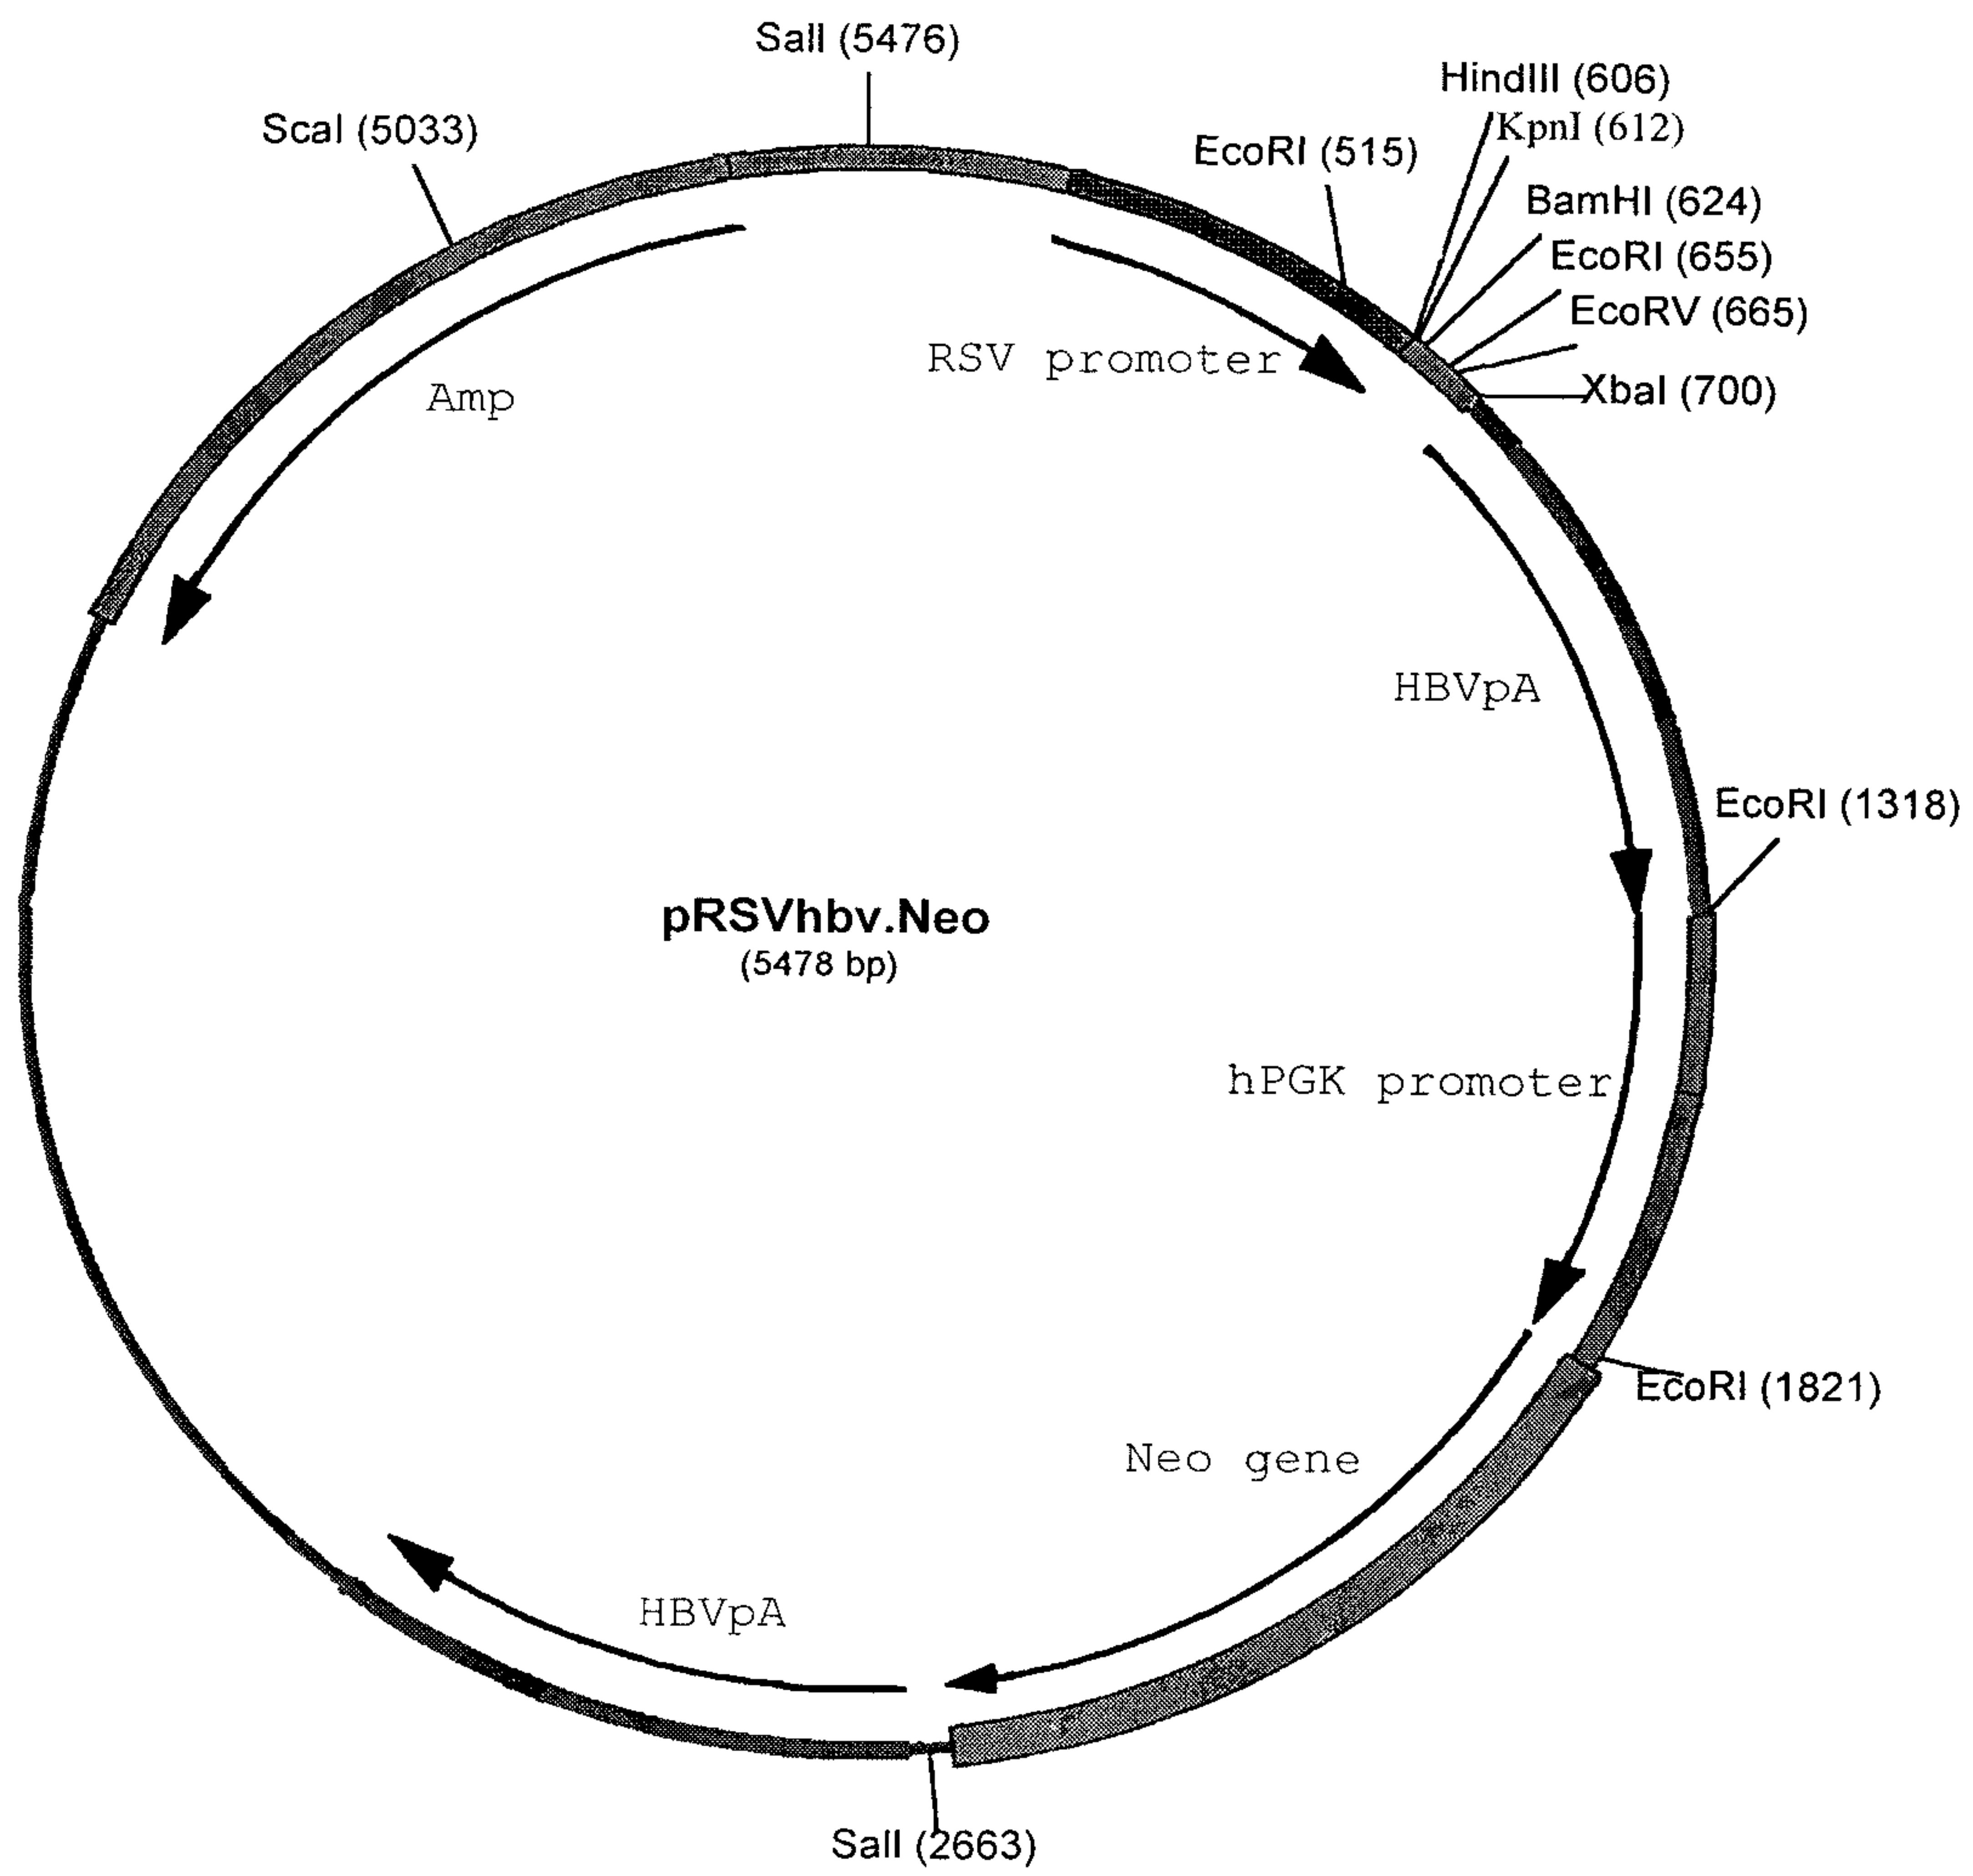 SalI (5476)
HindIII (606)
ScaI (5033)
KpnI (612)
EcoRI (515)
BamHI (624)
EcoRI (655)
EcoRV (665)
RSV promoter
XbaI (700)
Amp
HBVpA
EcoRI (1318)
pRSVhbv.Neo
(5478 bp)
hPGK promoter
EcoRI (1821)
Neo gene
HBVpA
SalI (2663)